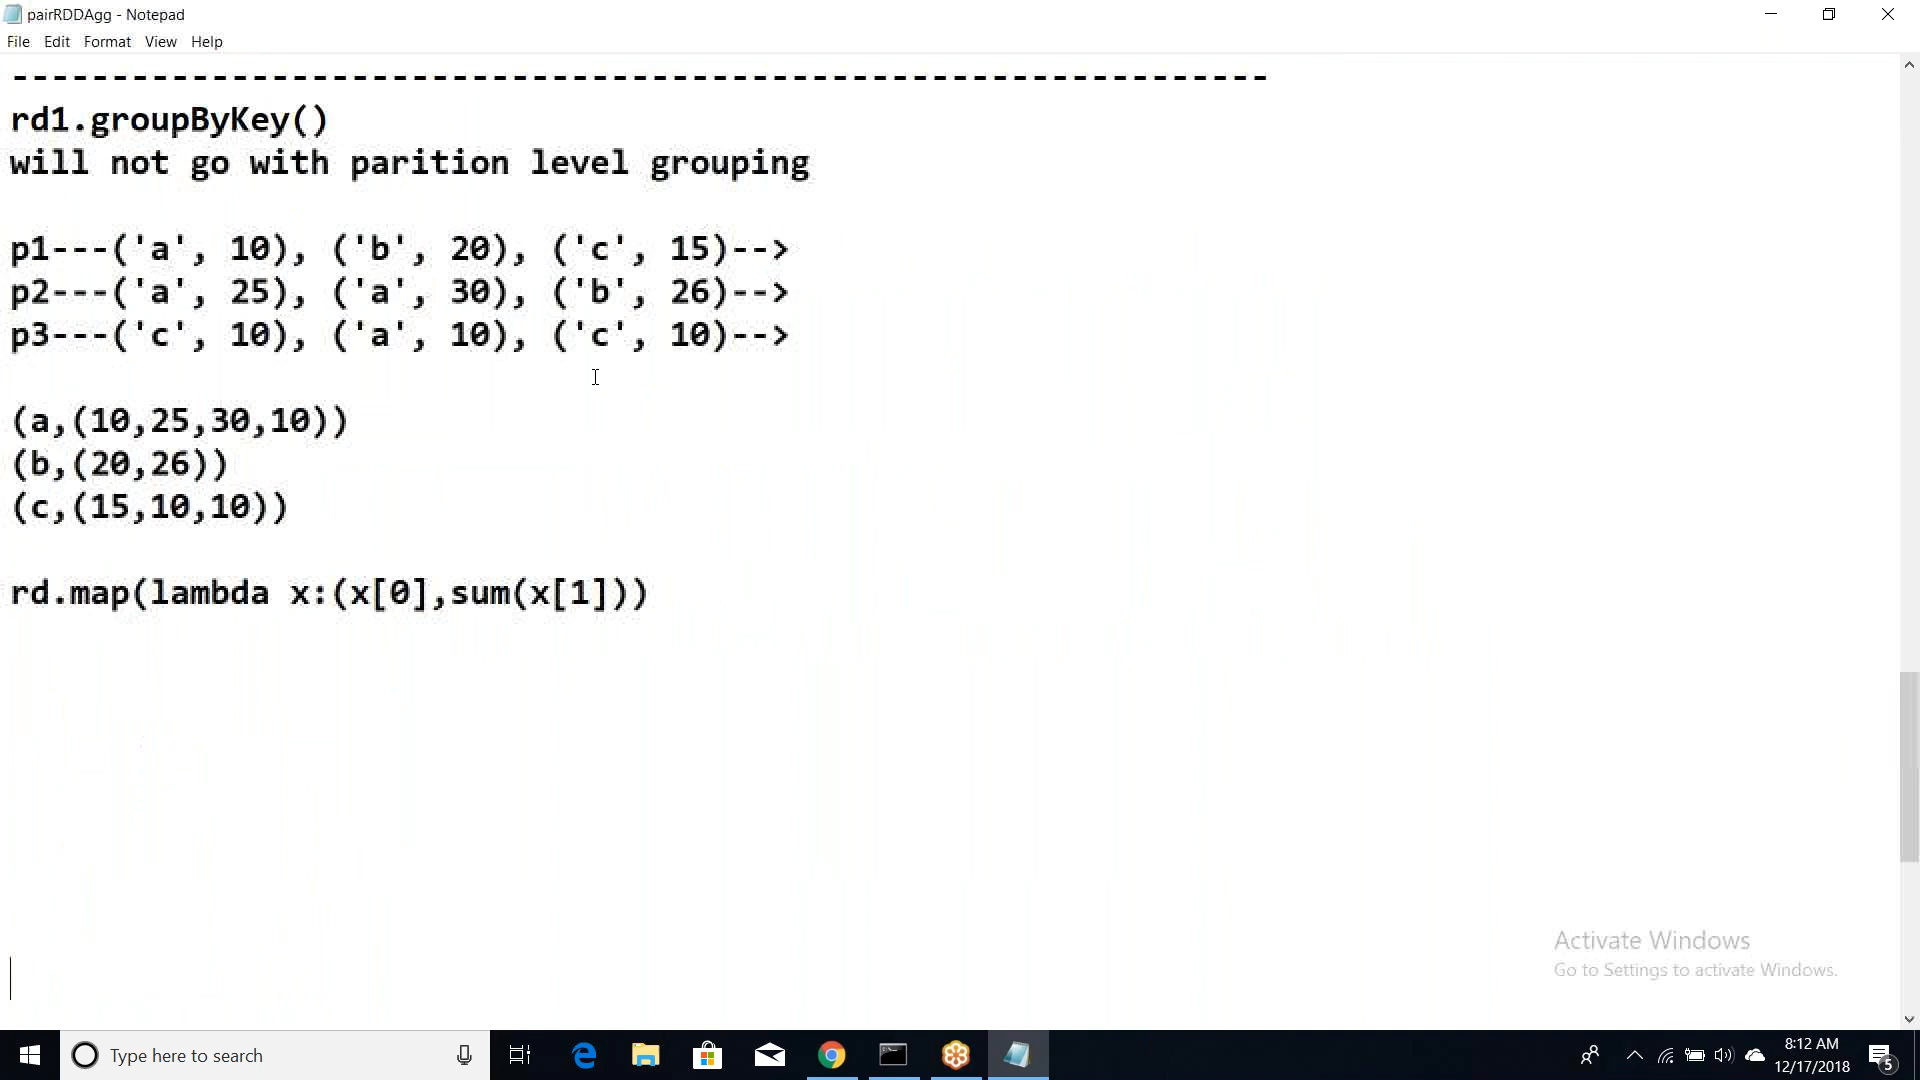 pairRDDAgg - Notepad
File Edit Format View Help
---------------------------------------------------------------
rd1.groupByKey()
will not go with parition level grouping
p1---('a', 10), ('b', 20), ('c', 15)-->
p2---('a', 25), ('a', 30), ('b', 26)-->
p3---('c', 10), ('a', 10), ('c', 10)-->
(a,(10,25,30,10))
(b,(20,26))
(c,(15,10,10))
rd.map(lambda x:(x[0],sum(x[1]))
Activate Windows
Go to Settings to activate Windows.
Type here to search
8:12 AM
12/17/2018
5